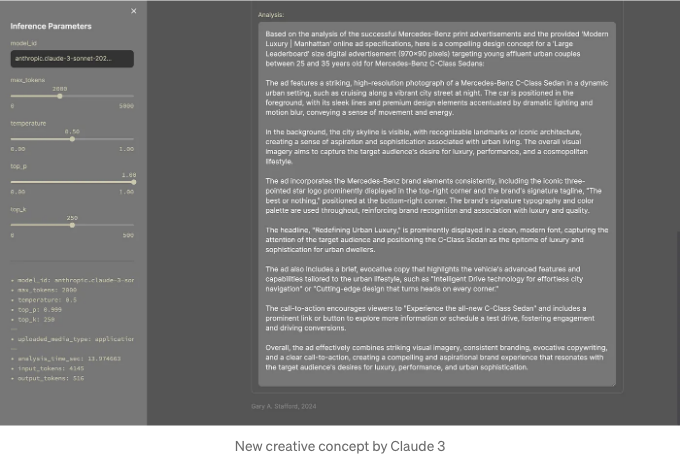 ×
Inference Parameters
model_id
anthropic.claude-3-sonnet-202...
max_tokens
2000
0 5000
temperature
0.50
0.00 1.00
top_p
1.00
0.00 1.00
top_k
250
0 500
• model_id: anthropic.claude-3-sor
• max_tokens: 2000
• temperature: 0.5
• top_p: 0.999
• top_k: 250
• uploaded_media_type: application
• analysis_time_sec: 13.974683
• input_tokens: 4145
• output_tokens: 516
Analysis:
Based on the analysis of the successful Mercedes-Benz print advertisements and the provided 'Modern
Luxury | Manhattan' online ad specifications, here is a compelling design concept for a 'Large
Leaderboard' size digital advertisement (970×90 pixels) targeting young affluent urban couples
between 25 and 35 years old for Mercedes-Benz C-Class Sedans:
The ad features a striking, high-resolution photograph of a Mercedes-Benz C-Class Sedan in a dynamic
urban setting, such as cruising along a vibrant city street at night. The car is positioned in the
foreground, with its sleek lines and premium design elements accentuated by dramatic lighting and
motion blur, conveying a sense of movement and energy.
In the background, the city skyline is visible, with recognizable landmarks or iconic architecture,
creating a sense of aspiration and sophistication associated with urban living. The overall visual
imagery aims to capture the target audience's desire for luxury, performance, and a cosmopolitan
lifestyle.
The ad incorporates the Mercedes-Benz brand elements consistently, including the iconic three-
pointed star logo prominently displayed in the top-right corner and the brand's signature tagline, "The
best or nothing," positioned at the bottom-right corner. The brand's signature typography and color
palette are used throughout, reinforcing brand recognition and association with luxury and quality.
The headline, "Redefining Urban Luxury," is prominently displayed in a clean, modern font, capturing the
attention of the target audience and positioning the C-Class Sedan as the epitome of luxury and
sophistication for urban dwellers.
The ad also includes a brief, evocative copy that highlights the vehicle's advanced features and
capabilities tailored to the urban lifestyle, such as "Intelligent Drive technology for effortless city
navigation" or "Cutting-edge design that turns heads on every corner."
The call-to-action encourages viewers to "Experience the all-new C-Class Sedan" and includes a
prominent link or button to explore more information or schedule a test drive, fostering engagement
and driving conversions.
Overall, the ad effectively combines striking visual imagery, consistent branding, evocative copywriting,
and a clear call-to-action, creating a compelling and aspirational brand experience that resonates with
the target audience's desires for luxury, performance, and urban sophistication.
Gary A. Stafford, 2024
New creative concept by Claude 3